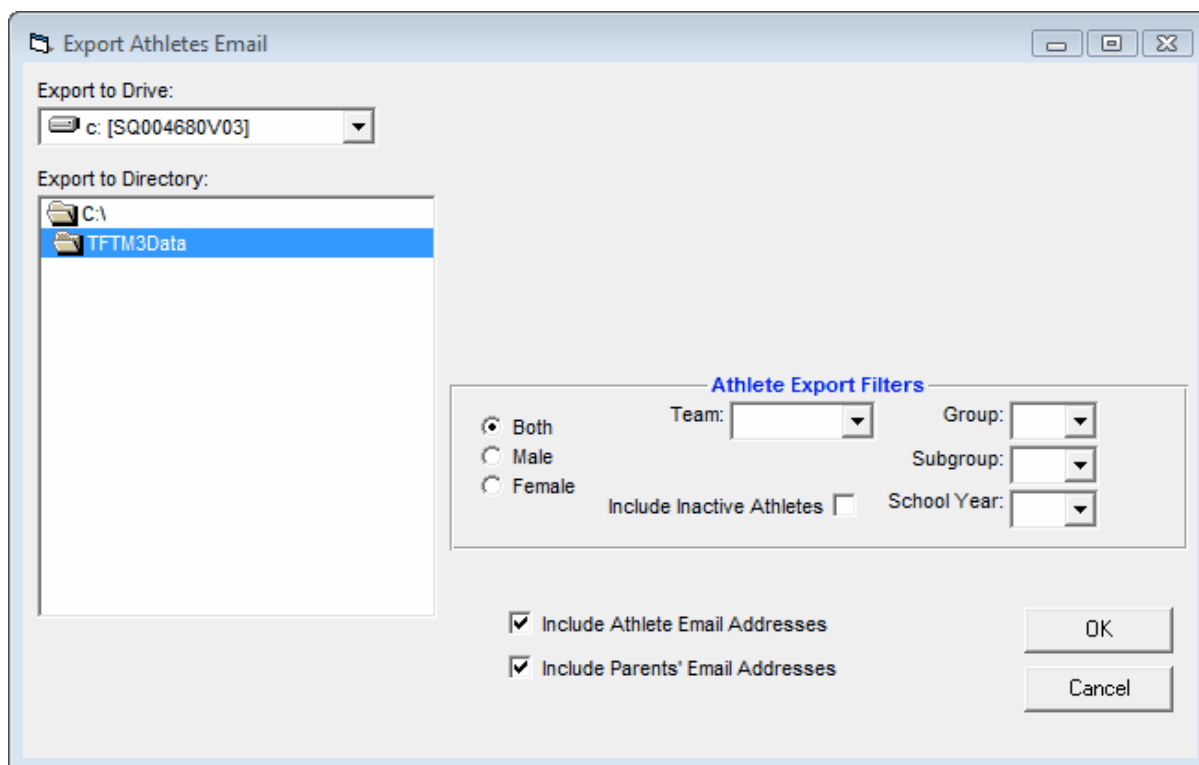 Export Athletes Email
Export to Drive:
c: [SQ004680V03]
Export to Directory:
C:\
TFTM3Data
Athlete Export Filters
Both
Male
Female
Team:
Include Inactive Athletes
Group:
Subgroup:
School Year:
Include Athlete Email Addresses
Include Parents' Email Addresses
OK
Cancel